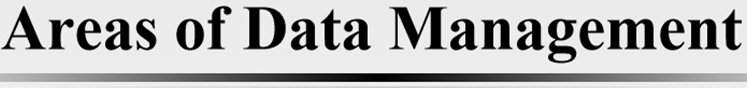 Areas of Data Management